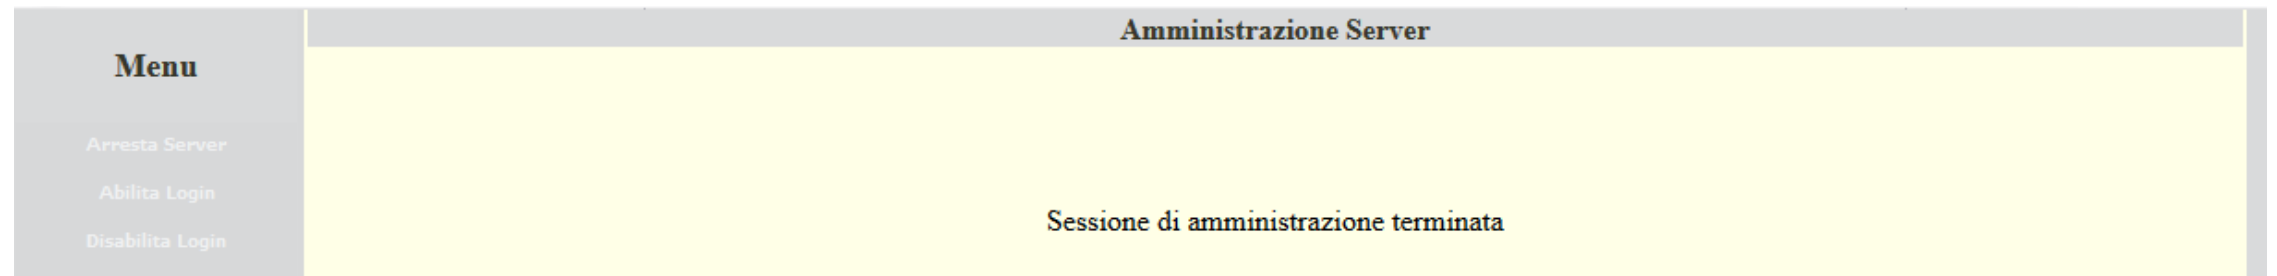 Amministrazione Server
Menu
Arresta Server
Abilita Login
Disabilita Login
Sessione di amministrazione terminata